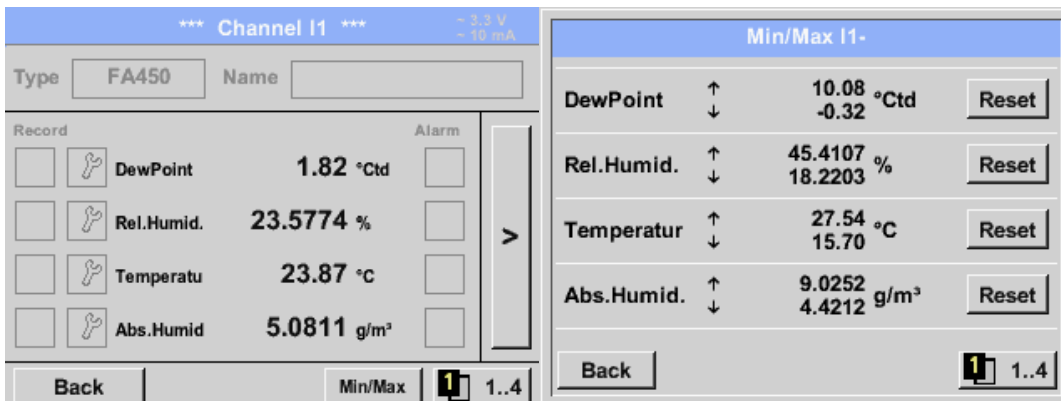 *** Channel I1 ***
~ 3.3 V
~ 10 mA
Type FA450 Name
Record Alarm
DewPoint 1.82 °Ctd
Rel.Humid. 23.5774 %
Temperatu 23.87 °C
Abs.Humid 5.0811 g/m³
>
Back Min/Max 1 1..4
Min/Max I1-
DewPoint ↑ 10.08 °Ctd Reset
↓ -0.32
Rel.Humid. ↑ 45.4107 % Reset
↓ 18.2203
Temperatur ↑ 27.54 °C Reset
↓ 15.70
Abs.Humid. ↑ 9.0252 g/m³ Reset
↓ 4.4212
Back 1 1..4